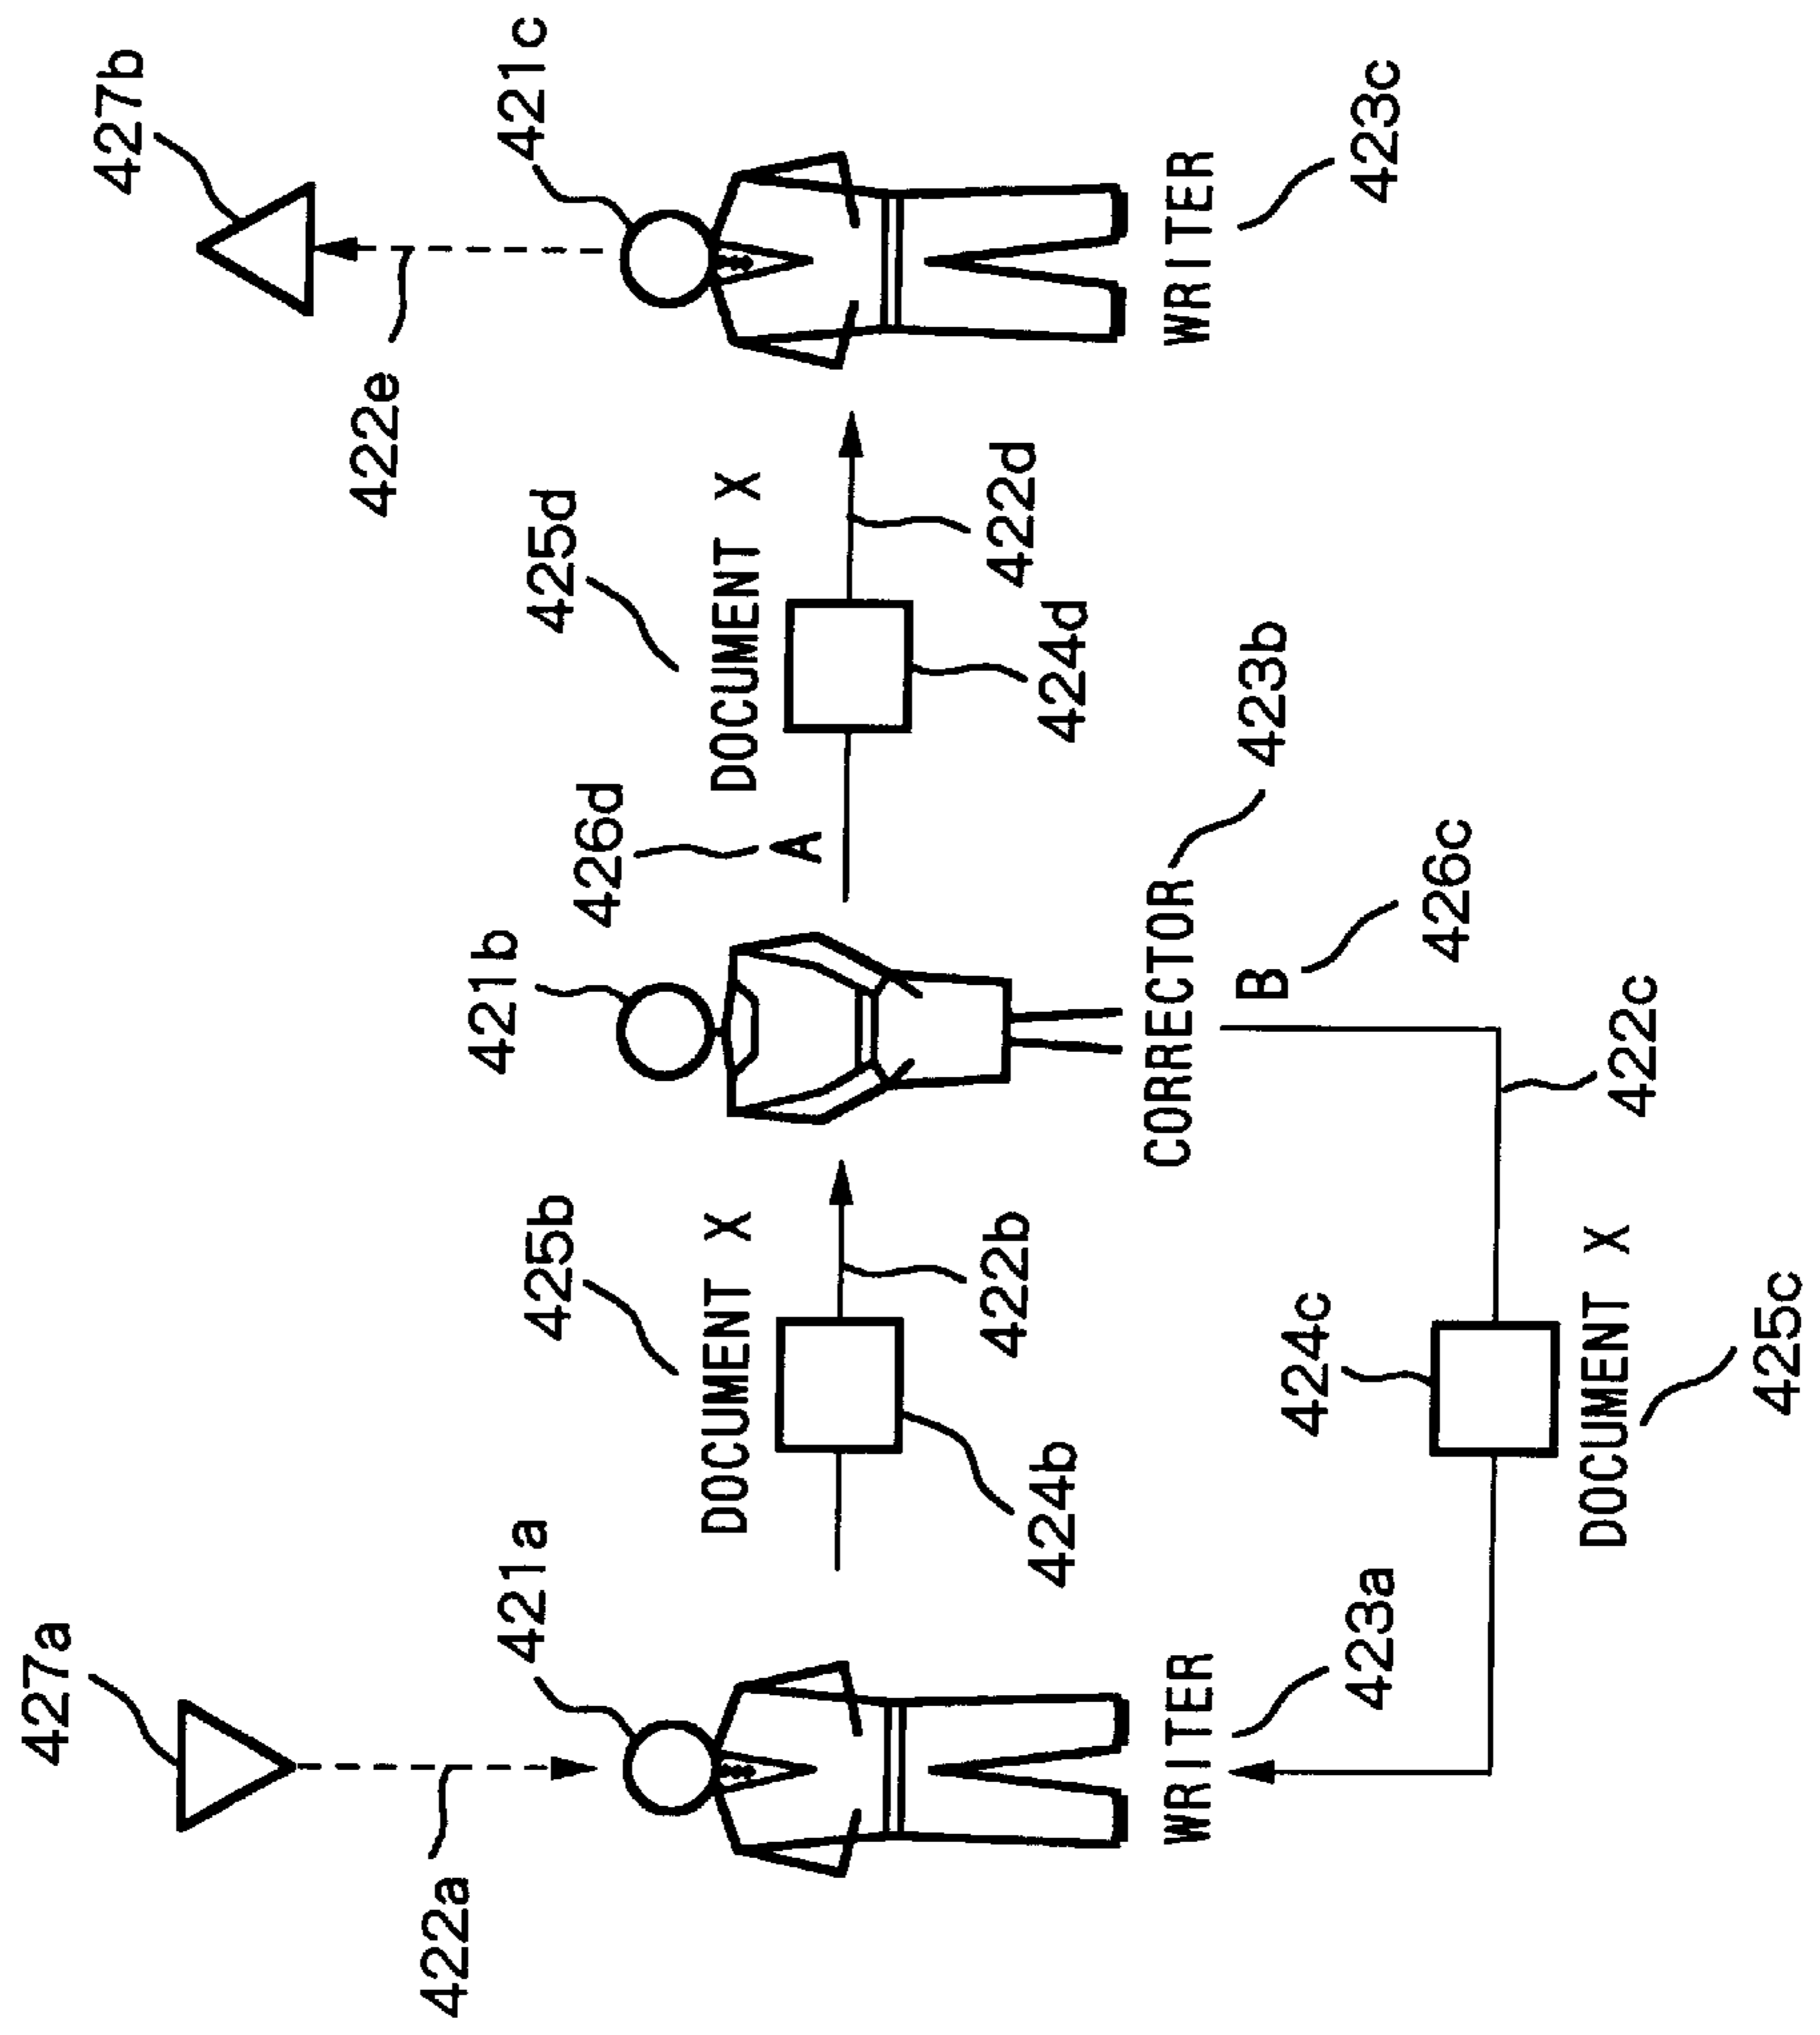 427a
427b
422e
422a
421a
421b
421c
425b
425d
426d
DOCUMENT X
DOCUMENT X
A
422b
422d
424b
424d
WRITER
CORRECTOR
WRITER
B
423b
424c
423a
423c
426c
DOCUMENT X
422c
425c